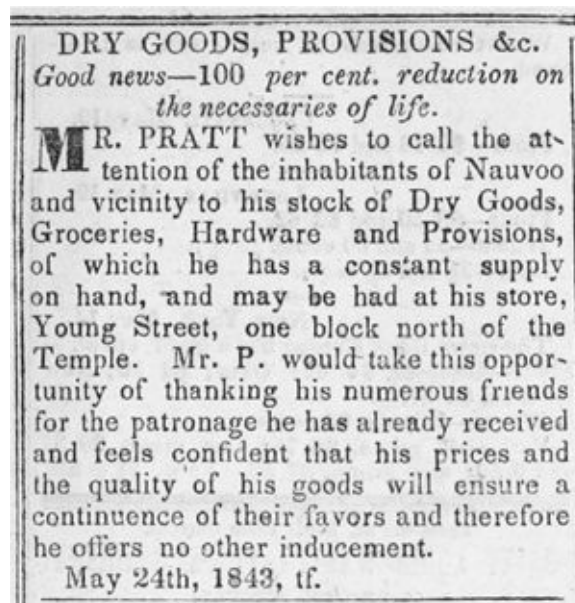 DRY GOODS, PROVISIONS &c.
Good news—100 per cent. reduction on
the necessaries of life.
MR. PRATT wishes to call the at-
tention of the inhabitants of Nauvoo
and vicinity to his stock of Dry Goods,
Groceries, Hardware and Provisions,
of which he has a constant supply
on hand, and may be had at his store,
Young Street, one block north of the
Temple. Mr. P. would take this oppor-
tunity of thanking his numerous friends
for the patronage he has already received
and feels confident that his prices and
the quality of his goods will ensure a
continuence of their favors and therefore
he offers no other inducement.
May 24th, 1843, tf.